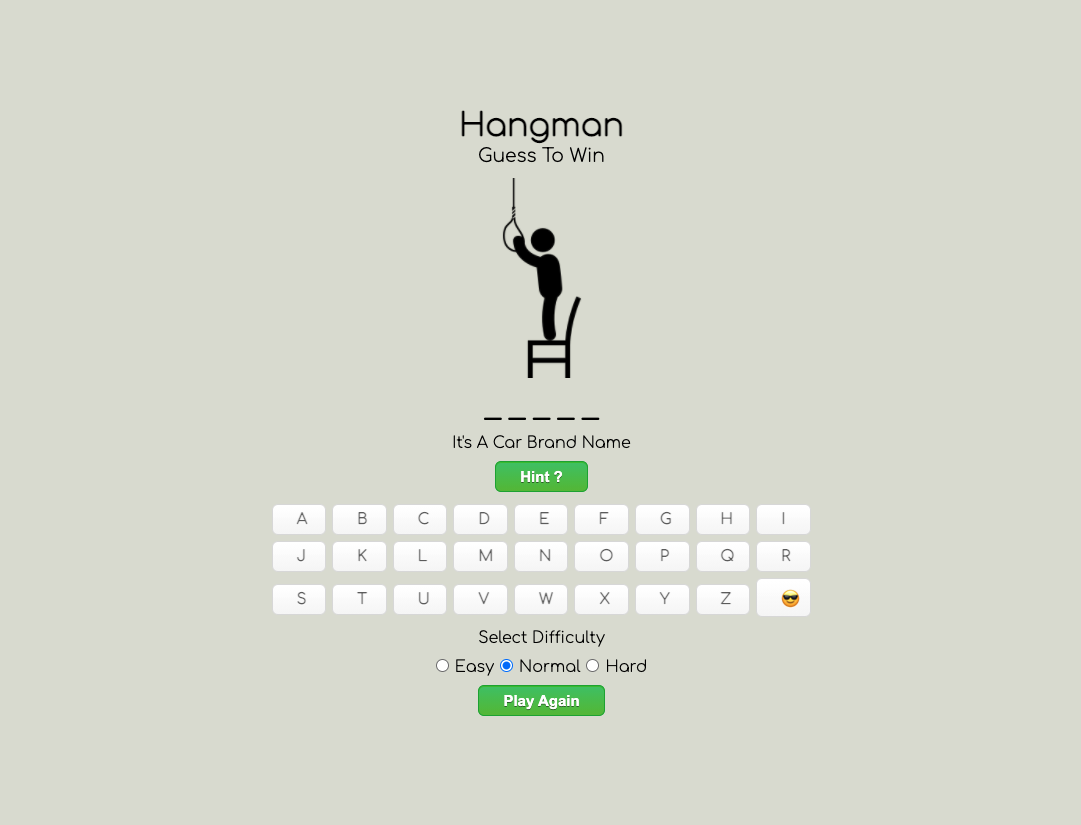 Hangman
Guess To Win
_ _ _ _ _
It's A Car Brand Name
Hint ?
A B C D E F G H I
J K L M N O P Q R
S T U V W X Y Z 😎
Select Difficulty
Easy Normal Hard
Play Again